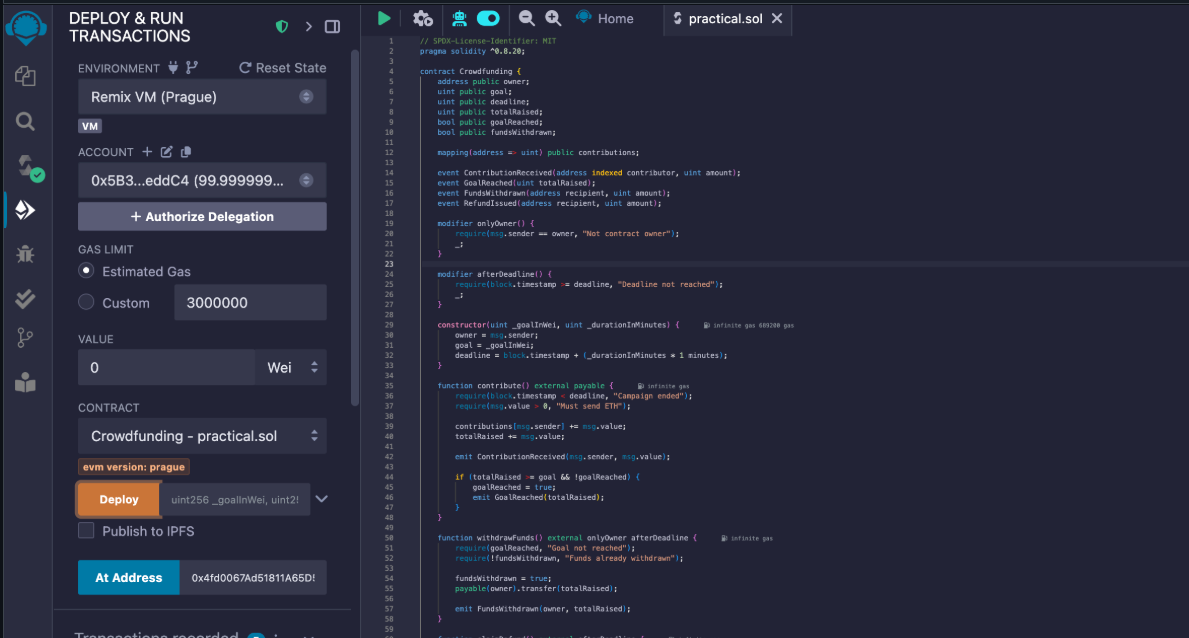 DEPLOY & RUN
TRANSACTIONS
ENVIRONMENT
Reset State
Remix VM (Prague)
VM
ACCOUNT
0x5B3...eddC4 (99.999999...
+ Authorize Delegation
GAS LIMIT
Estimated Gas
Custom
3000000
VALUE
0
Wei
CONTRACT
Crowdfunding - practical.sol
evm version: prague
Deploy
uint256 _goalInWei, uint2
Publish to IPFS
At Address
0x4fd0067Ad51811A65D
Transactions recorded
Home
practical.sol
1 // SPDX-License-Identifier: MIT
2 pragma solidity ^0.8.20;
3
4 contract Crowdfunding {
5 address public owner;
6 uint public goal;
7 uint public deadline;
8 uint public totalRaised;
9 bool public goalReached;
10 bool public fundsWithdrawn;
11
12 mapping(address => uint) public contributions;
13
14 event ContributionReceived(address indexed contributor, uint amount);
15 event GoalReached(uint totalRaised);
16 event FundsWithdrawn(address recipient, uint amount);
17 event RefundIssued(address recipient, uint amount);
18
19 modifier onlyOwner() {
20 require(msg.sender == owner, "Not contract owner");
21 _;
22 }
23
24 modifier afterDeadline() {
25 require(block.timestamp >= deadline, "Deadline not reached");
26 _;
27 }
28
29 constructor(uint _goalInWei, uint _durationInMinutes) { infinite gas 689200 gas
30 owner = msg.sender;
31 goal = _goalInWei;
32 deadline = block.timestamp + (_durationInMinutes * 1 minutes);
33 }
34
35 function contribute() external payable { infinite gas
36 require(block.timestamp < deadline, "Campaign ended");
37 require(msg.value > 0, "Must send ETH");
38
39 contributions[msg.sender] += msg.value;
40 totalRaised += msg.value;
41
42 emit ContributionReceived(msg.sender, msg.value);
43
44 if (totalRaised >= goal && !goalReached) {
45 goalReached = true;
46 emit GoalReached(totalRaised);
47 }
48 }
49
50 function withdrawFunds() external onlyOwner afterDeadline { infinite gas
51 require(goalReached, "Goal not reached");
52 require(!fundsWithdrawn, "Funds already withdrawn");
53
54 fundsWithdrawn = true;
55 payable(owner).transfer(totalRaised);
56
57 emit FundsWithdrawn(owner, totalRaised);
58 }
59